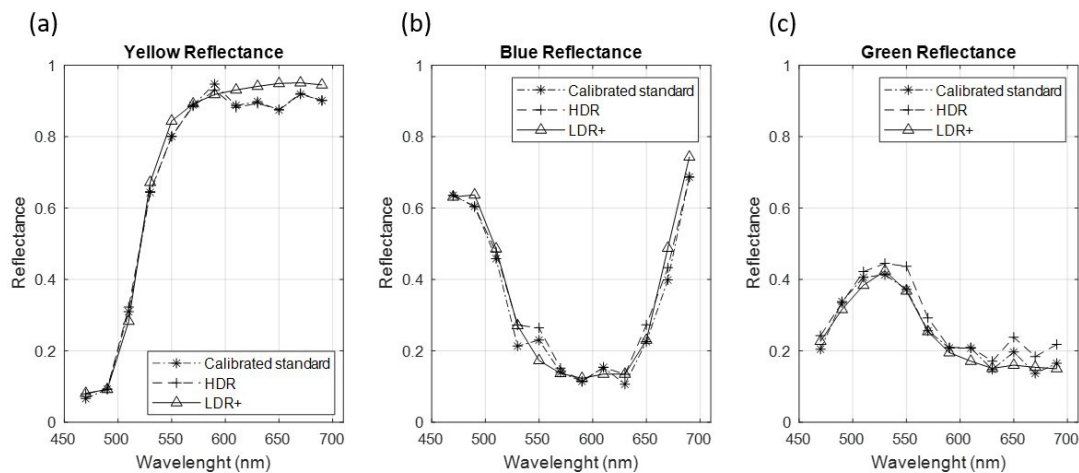 (a)
Yellow Reflectance
1
0.8
0.6
0.4
0.2
0
Reflectance
Calibrated standard
HDR
LDR+
450 500 550 600 650 700
Wavelenght (nm)
(b)
Blue Reflectance
1
0.8
0.6
0.4
0.2
0
Reflectance
Calibrated standard
HDR
LDR+
450 500 550 600 650 700
Wavelenght (nm)
(c)
Green Reflectance
1
0.8
0.6
0.4
0.2
0
Reflectance
Calibrated standard
HDR
LDR+
450 500 550 600 650 700
Wavelenght (nm)